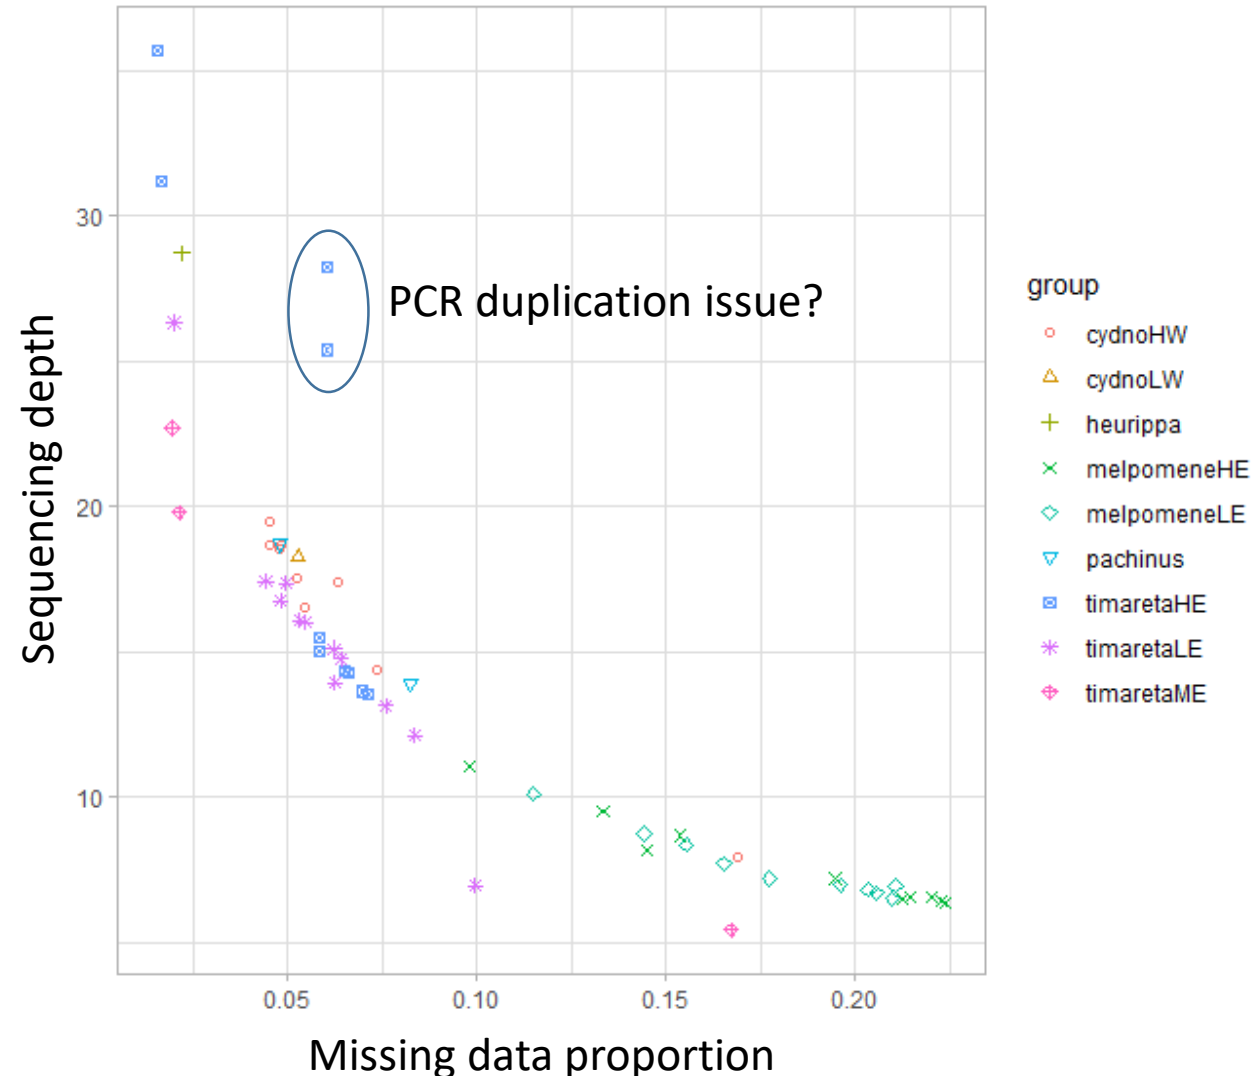 30
20
10
Sequencing depth
PCR duplication issue?
0.05 0.10 0.15 0.20
Missing data proportion
group
cydnoHW
cydnoLW
heurippa
melpomeneHE
melpomeneLE
pachinus
timaretaHE
timaretaLE
timaretaME